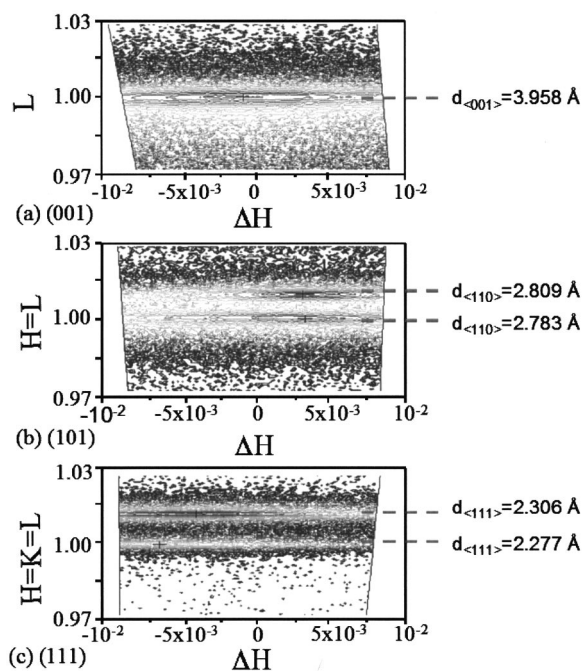 1.03
L
1.00
0.97
d<001>=3.958 Å
-10⁻² -5x10⁻³ 0 5x10⁻³ 10⁻²
(a) (001)
ΔH
1.03
H=L
1.00
0.97
d<110>=2.809 Å
d<110>=2.783 Å
-10⁻² -5x10⁻³ 0 5x10⁻³ 10⁻²
(b) (101)
ΔH
1.03
H=K=L
1.00
0.97
d<111>=2.306 Å
d<111>=2.277 Å
-5x10⁻³ 0 5x10⁻³ 10⁻²
-10⁻²
(c) (111)
ΔH